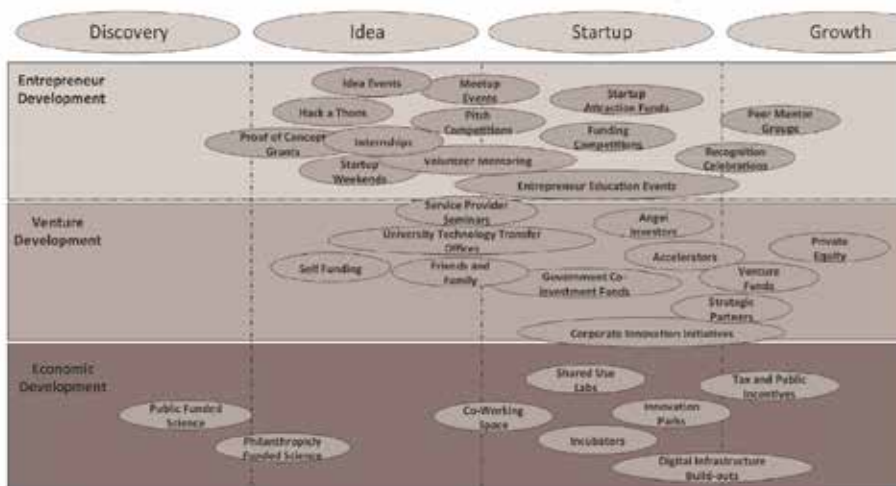 Discovery
Idea
Startup
Growth
Entrepreneur
Development
Idea Events
Meetup
Events
Startup
Attraction Funds
Hack a Thons
Pitch
Competitions
Peer Mentor
Groups
Proof of Concept
Grants
Internships
Funding
Competitions
Startup
Weekends
Volunteer Mentoring
Recognition
Celebrations
Entrepreneur Education Events
Venture
Development
Service Provider
Seminars
Angel
Investors
University Technology Transfer
Offices
Private
Equity
Self Funding
Friends and
Family
Accelerators
Government Co-
investment Funds
Venture
Funds
Strategic
Partners
Corporate Innovation Initiatives
Economic
Development
Shared Use
Labs
Tax and Public
Incentives
Public Funded
Science
Co-Working
Space
Innovation
Parks
Philanthropicly
Funded Science
Incubators
Digital Infrastructure
Build-outs